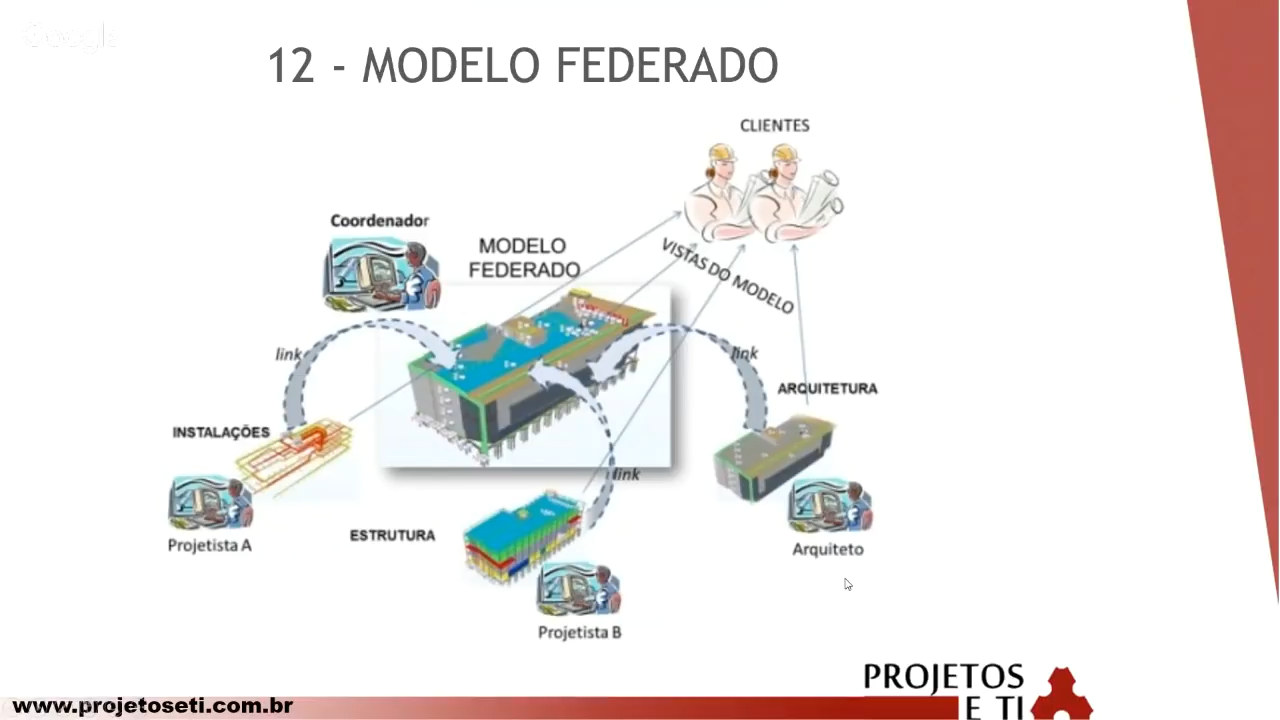 Google
12 - MODELO FEDERADO
CLIENTES
Coordenador
MODELO
FEDERADO
VISTAS DO MODELO
link
link
ARQUITETURA
INSTALAÇÕES
link
ESTRUTURA
Projetista A
Arquiteto
Projetista B
PROJETOS
E TI
www.projetoseti.com.br